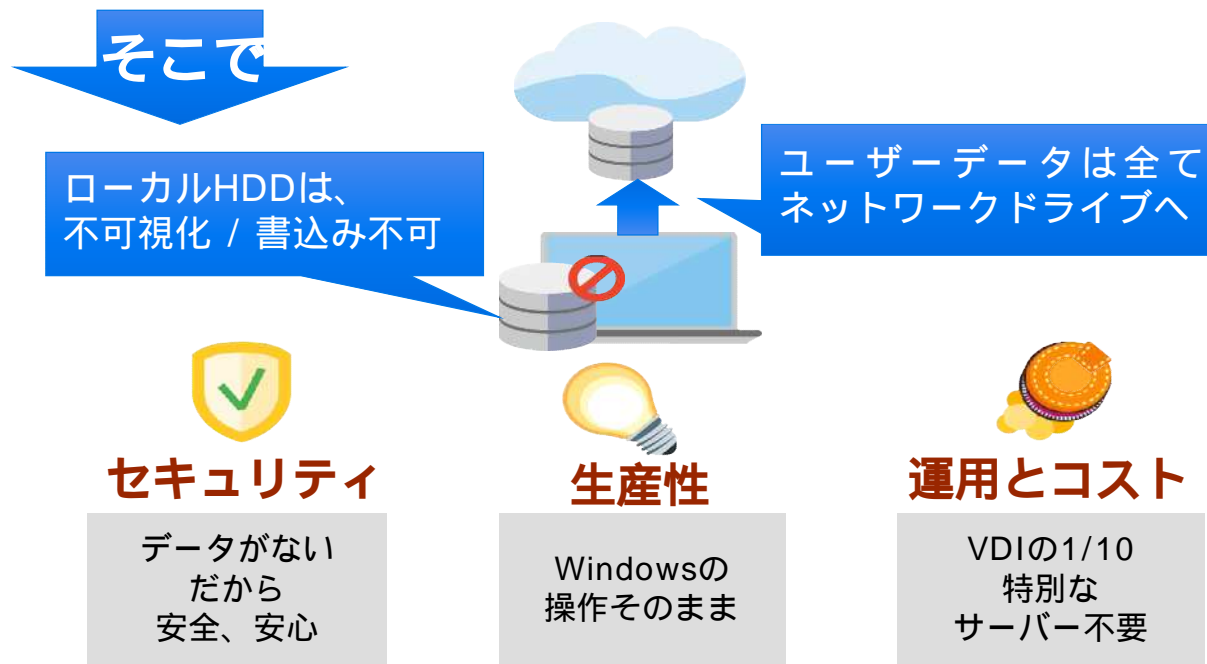 そこで
ローカルHDDは、
不可視化 / 書込み不可
ユーザーデータは全て
ネットワークドライブへ
セキュリティ
データがない
だから
安全、安心
生産性
Windowsの
操作そのまま
運用とコスト
VDIの1/10
特別な
サーバー不要